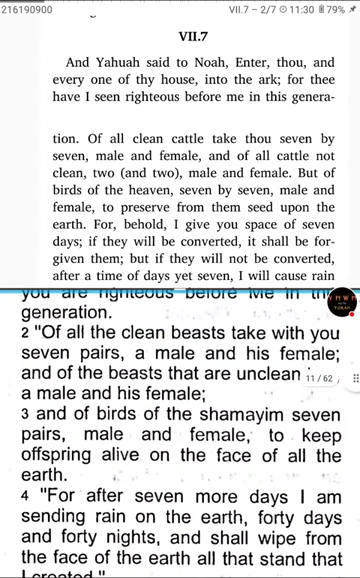 216190900
VII.7 – 2/7 11:30 79%
VII.7
And Yahuah said to Noah, Enter, thou, and
every one of thy house, into the ark; for thee
have I seen righteous before me in this genera-
tion. Of all clean cattle take thou seven by
seven, male and female, and of all cattle not
clean, two (and two), male and female. But of
birds of the heaven, seven by seven, male and
female, to preserve from them seed upon the
earth. For, behold, I give you space of seven
days; if they will be converted, it shall be for-
given them; but if they will not be converted,
after a time of days yet seven, I will cause rain
you are righteous before Me in this
generation.
2 "Of all the clean beasts take with you
seven pairs, a male and his female;
and of the beasts that are unclean
11/62
a male and his female;
3 and of birds of the shamayim seven
pairs, male and female, to keep
offspring alive on the face of all the
earth.
4 "For after seven more days I am
sending rain on the earth, forty days
and forty nights, and shall wipe from
the face of the earth all that stand that
I created."